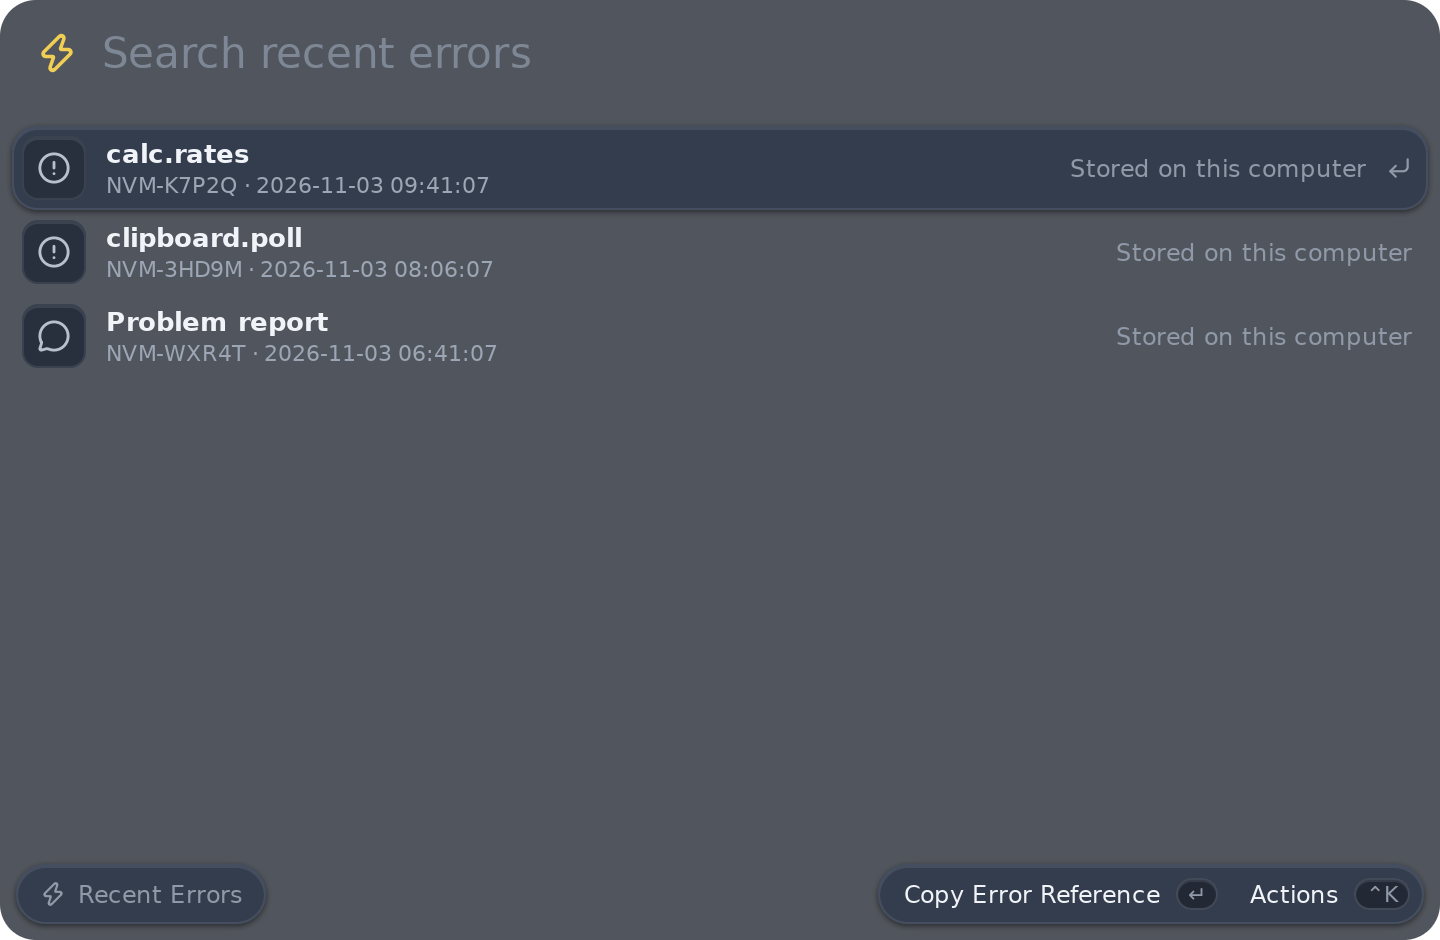 Search recent errors
calc.rates
NVM-K7P2Q · 2026-11-03 09:41:07
Stored on this computer
clipboard.poll
NVM-3HD9M · 2026-11-03 08:06:07
Stored on this computer
Problem report
NVM-WXR4T · 2026-11-03 06:41:07
Stored on this computer
Recent Errors
Copy Error Reference ↵ Actions ^K